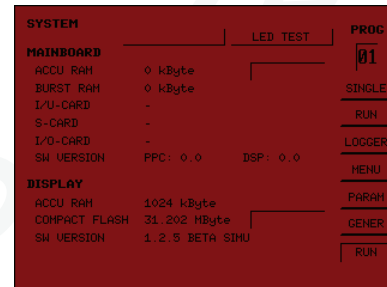 SYSTEM
LED TEST
PROG
01
MAINBOARD
ACCU RAM 0 kByte
BURST RAM 0 kByte
SINGLE
I/U-CARD -
S-CARD -
RUN
I/O-CARD -
LOGGER
SW VERSION PPC: 0.0 DSP: 0.0
MENU
DISPLAY
ACCU RAM 1024 kByte
PARAM
COMPACT FLASH 31.202 MByte
GENER
SW VERSION 1.2.5 BETA SIMU
RUN